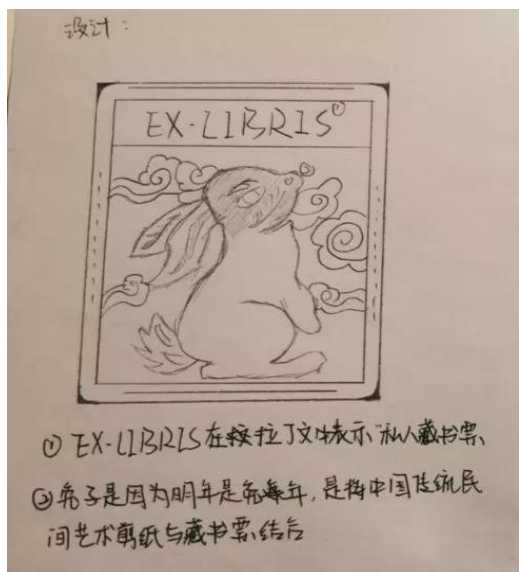 设计:
EX·LIBRIS①
① EX·LIBRIS在拉丁文中表示"私人藏书票
②兔子是因为明年是兔年,是将中国传统民
间艺术剪纸与藏书票结合